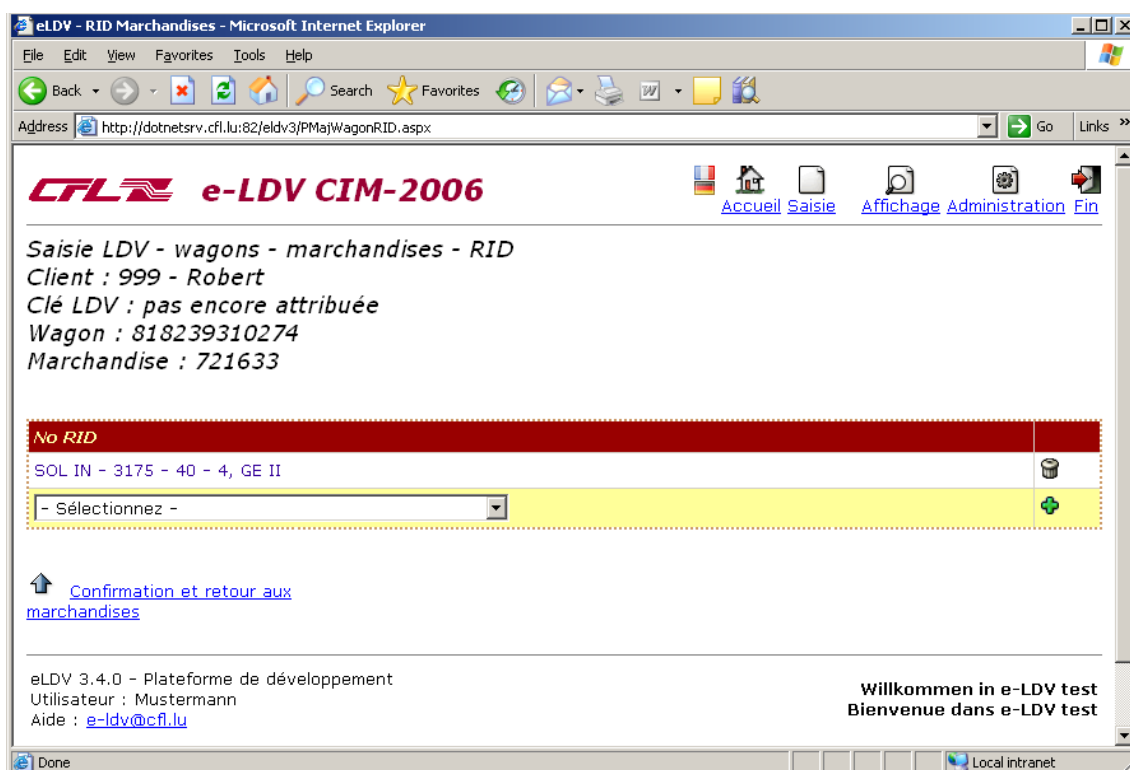 eLDV - RID Marchandises - Microsoft Internet Explorer
File Edit View Favorites Tools Help
Back Search Favorites
Address http://dotnetsrv.cfl.lu:82/eldv3/PMajWagonRID.aspx Go Links »
CFL e-LDV CIM-2006
Accueil Saisie Affichage Administration Fin
Saisie LDV - wagons - marchandises - RID
Client : 999 - Robert
Clé LDV : pas encore attribuée
Wagon : 818239310274
Marchandise : 721633
No RID
SOL IN - 3175 - 40 - 4, GE II
- Sélectionnez -
Confirmation et retour aux
marchandises
eLDV 3.4.0 - Plateforme de développement
Utilisateur : Mustermann
Aide : e-ldv@cfl.lu
Willkommen in e-LDV test
Bienvenue dans e-LDV test
Done Local intranet